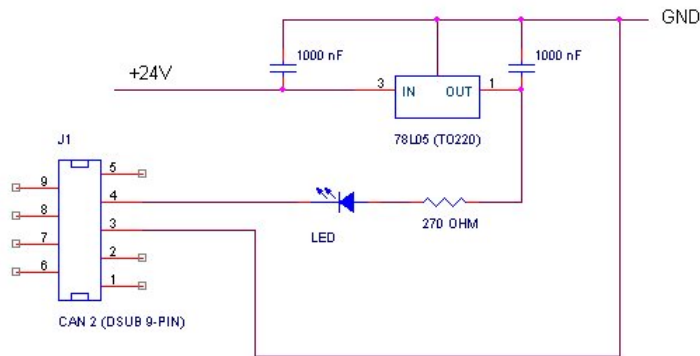 GND
1000 nF
1000 nF
+24V
3
IN
OUT
1
78L05 (TO220)
J1
5
9
4
8
3
7
2
6
1
LED
270 OHM
CAN 2 (DSUB 9-PIN)